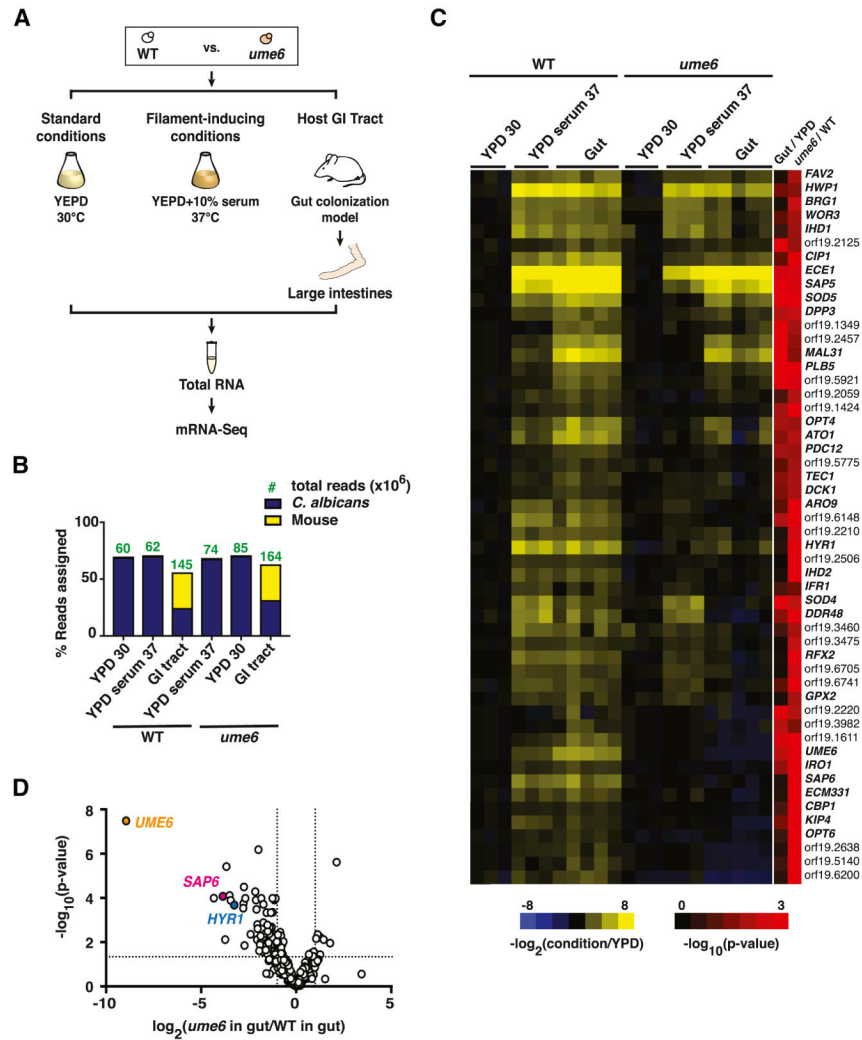 A
WT
vs.
ume6
Standard conditions
Filament-inducing conditions
Host GI Tract
YEPD
30°C
YEPD+10% serum
37°C
Gut colonization
model
Large intestines
Total RNA
mRNA-Seq
B
# total reads (x10^6)
C. albicans
Mouse
% Reads assigned
100
50
0
60
62
145
74
85
164
YPD 30
YPD serum 37
GI tract
YPD serum 37
YPD 30
GI tract
WT
ume6
C
WT
ume6
YPD 30
YPD serum 37
Gut
YPD 30
YPD serum 37
Gut
Gut / YPD
ume6 / WT
FAV2
HWP1
BRG1
WOR3
IHD1
orf19.2125
CIP1
ECE1
SAP5
SOD5
DPP3
orf19.1349
orf19.2457
MAL31
PLB5
orf19.5921
orf19.2059
orf19.1424
OPT4
ATO1
PDC12
orf19.5775
TEC1
DCK1
ARO9
orf19.6148
orf19.2210
HYR1
orf19.2506
IHD2
IFR1
SOD4
DDR48
orf19.3460
orf19.3475
RFX2
orf19.6705
orf19.6741
GPX2
orf19.2220
orf19.3982
orf19.1611
UME6
IRO1
SAP6
ECM331
CBP1
KIP4
OPT6
orf19.2638
orf19.5140
orf19.6200
-8
8
-log2(condition/YPD)
0
3
-log10(p-value)
D
8
6
4
2
0
-log10(p-value)
UME6
SAP6
HYR1
-10
-5
0
5
log2(ume6 in gut/WT in gut)